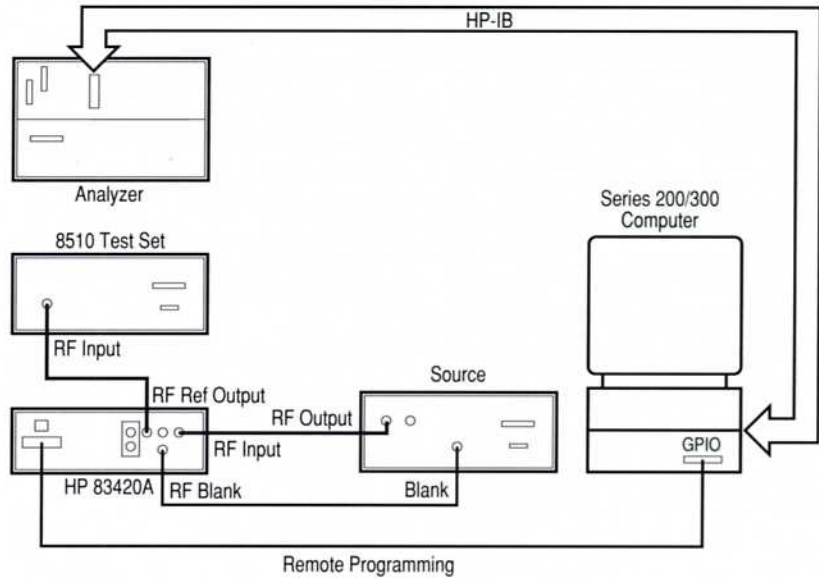 HP-IB
Analyzer
Series 200/300
Computer
8510 Test Set
RF Input
Source
RF Ref Output
RF Output
RF Input
GPIO
HP 83420A
RF Blank
Blank
Remote Programming